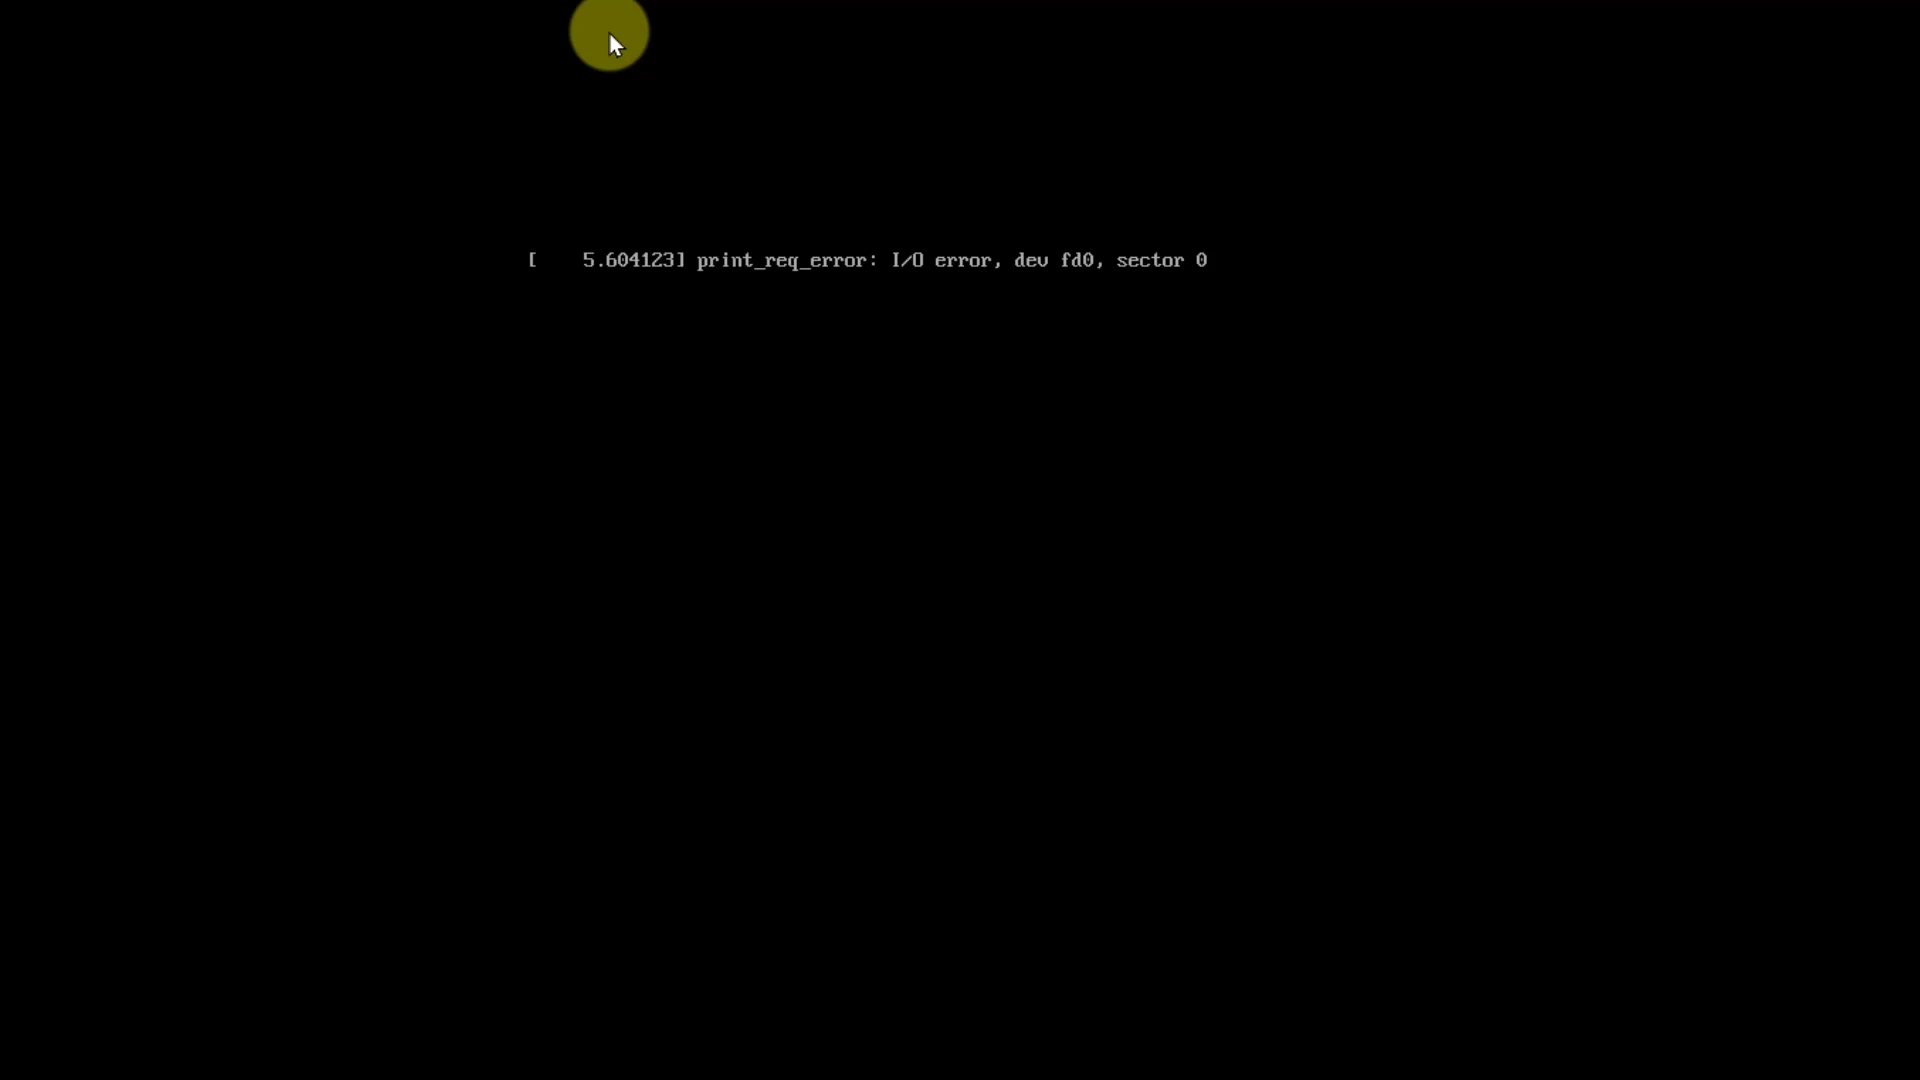 [    5.604123] print_req_error: I/O error, dev fd0, sector 0